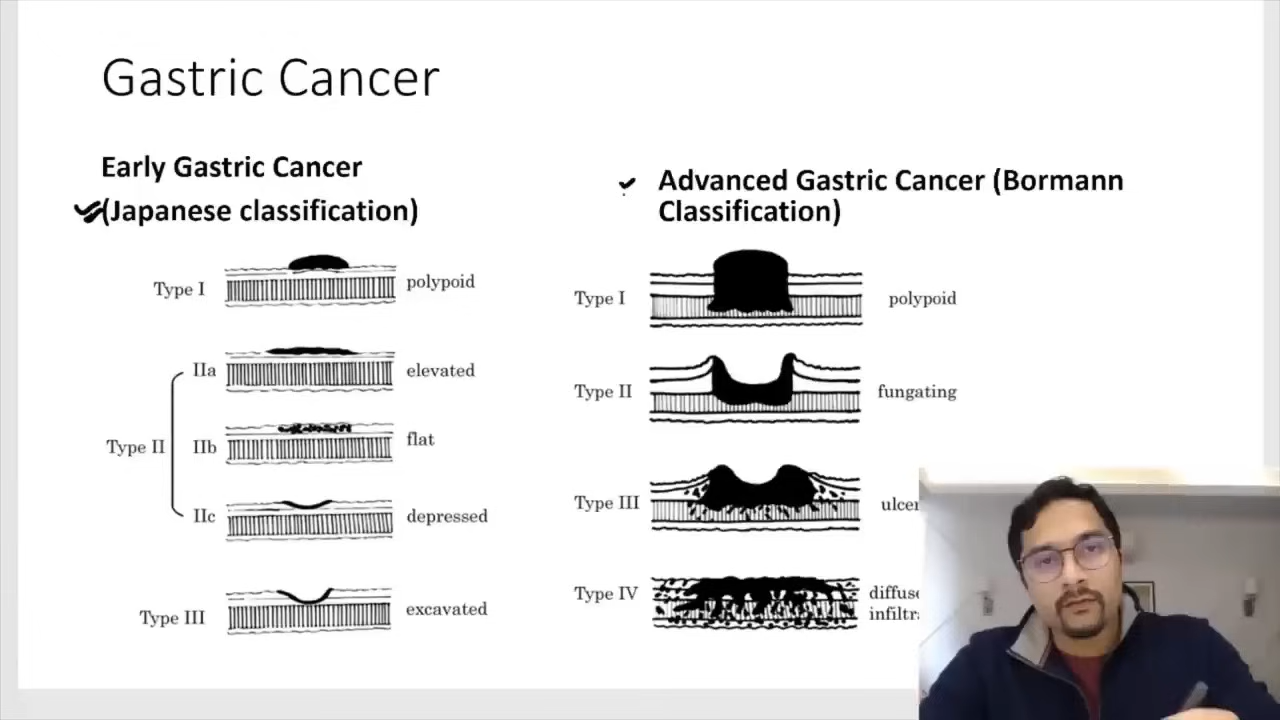 Gastric Cancer
Early Gastric Cancer
(Japanese classification)
Type I
polypoid
IIa
elevated
Type II
IIb
flat
IIc
depressed
Type III
excavated
Advanced Gastric Cancer (Bormann
Classification)
Type I
polypoid
Type II
fungating
Type III
Type IV